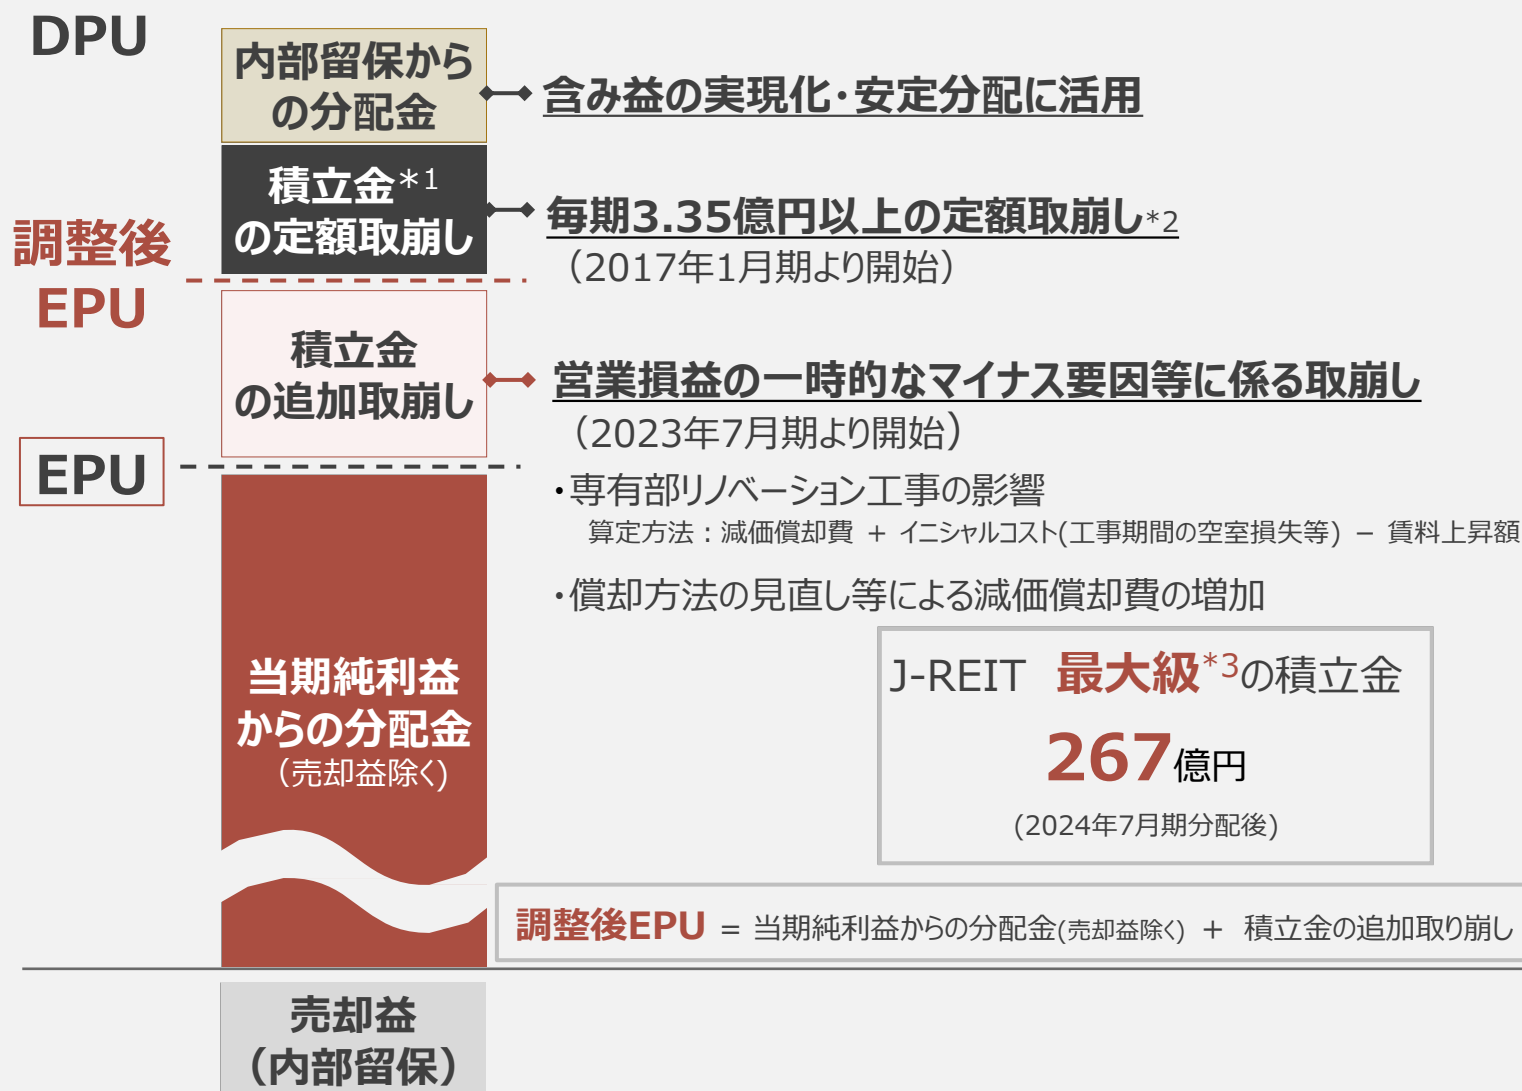 DPU
内部留保から
の分配金
含み益の実現化・安定分配に活用
積立金*1
の定額取崩し
毎期3.35億円以上の定額取崩し*2
（2017年1月期より開始）
調整後
EPU
積立金
の追加取崩し
営業損益の一時的なマイナス要因等に係る取崩し
（2023年7月期より開始）
EPU
・専有部リノベーション工事の影響
算定方法：減価償却費 ＋ イニシャルコスト(工事期間の空室損失等) － 賃料上昇額
・償却方法の見直し等による減価償却費の増加
当期純利益
からの分配金
（売却益除く）
J-REIT 最大級*3の積立金
267億円
(2024年7月期分配後)
調整後EPU = 当期純利益からの分配金(売却益除く) ＋ 積立金の追加取り崩し
売却益
（内部留保）